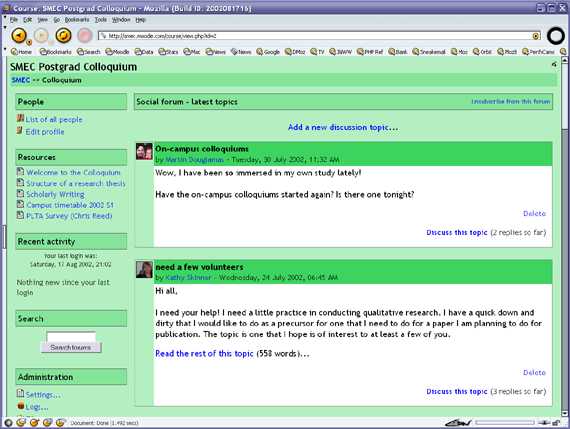 Course: SMEC Postgrad Colloquium - Mozilla {Build ID: 2002081716}
File Edit View Go Bookmarks Tools Window Help
http://smec.moodle.com/course/view.php?id=2
Home Bookmarks Search Moodle Data Stats Mac News Google DMoz TV IMWW PHP Ref Bank Sneakemail Moz Orbit Mozit PerthCams
SMEC Postgrad Colloquium
SMEC >> Colloquium
People
List of all people
Edit profile
Resources
Welcome to the Colloquium
Structure of a research thesis
Scholarly Writing
Campus timetable 2002 S1
PLTA Survey (Chris Reed)
Recent activity
Your last login was:
Saturday, 17 Aug 2002, 21:02
Nothing new since your last
login
Search
Search forums
Administration
Settings...
Logs...
Social forum - latest topics
Unsubscribe from this forum
Add a new discussion topic...
On-campus colloquiums
by Martin Dougiamas - Tuesday, 30 July 2002, 11:32 AM
Wow, I have been so immersed in my own study lately!
Have the on-campus colloquiums started again? Is there one tonight?
Delete
Discuss this topic (2 replies so far)
need a few volunteers
by Kathy Skinner - Wednesday, 24 July 2002, 06:45 AM
Hi all,
I need your help! I need a little practice in conducting qualitative research. I have a quick down and
dirty that I would like to do as a precursor for one that I need to do for a paper I am planning to do for
publication. The topic is one that I hope is of interest to at least a few of you.
Read the rest of this topic (558 words)...
Delete
Discuss this topic (3 replies so far)
Document: Done (1.492 secs)